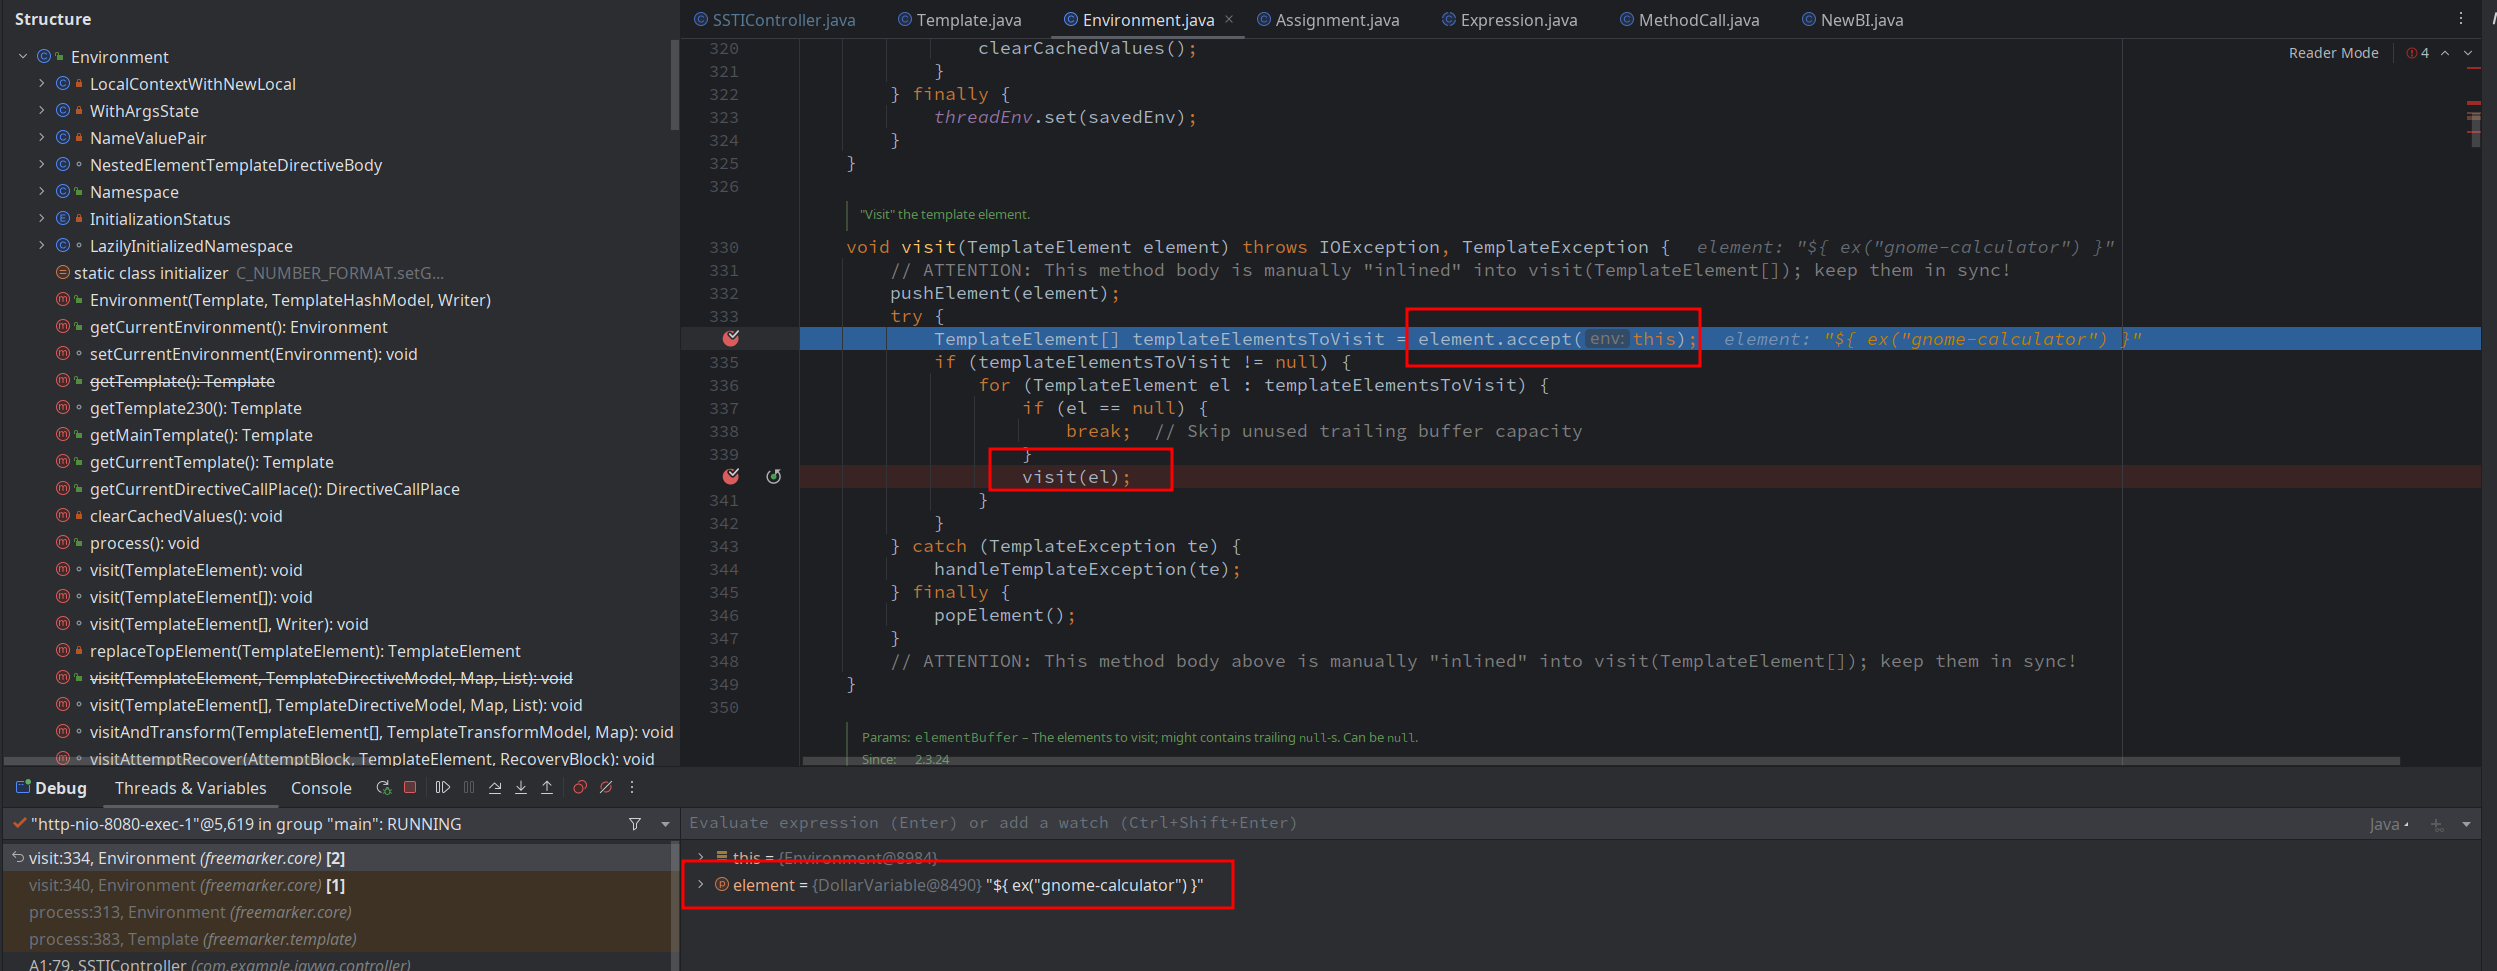 Structure
Environment
LocalContextWithNewLocal
WithArgsState
NameValuePair
NestedElementTemplateDirectiveBody
Namespace
InitializationStatus
LazilyInitializedNamespace
static class initializer C_NUMBER_FORMAT.setG...
Environment(Template, TemplateHashModel, Writer)
getCurrentEnvironment(): Environment
setCurrentEnvironment(Environment): void
getTemplate(): Template
getTemplate230(): Template
getMainTemplate(): Template
getCurrentTemplate(): Template
getCurrentDirectiveCallPlace(): DirectiveCallPlace
clearCachedValues(): void
process(): void
visit(TemplateElement): void
visit(TemplateElement[]): void
visit(TemplateElement[], Writer): void
replaceTopElement(TemplateElement): TemplateElement
visit(TemplateElement, TemplateDirectiveModel, Map, List): void
visit(TemplateElement[], TemplateDirectiveModel, Map, List): void
visitAndTransform(TemplateElement[], TemplateTransformModel, Map): void
visitAttemptRecover(AttemptBlock, TemplateElement, RecoveryBlock): void
SSTIController.java Template.java Environment.java × Assignment.java Expression.java MethodCall.java NewBI.java
Reader Mode 4
320 clearCachedValues();
321 }
322 } finally {
323 threadEnv.set(savedEnv);
324 }
325 }
326
"Visit" the template element.
330 void visit(TemplateElement element) throws IOException, TemplateException { element: "${ ex("gnome-calculator") }"
331 // ATTENTION: This method body is manually "inlined" into visit(TemplateElement[]); keep them in sync!
332 pushElement(element);
333 try {
TemplateElement[] templateElementsToVisit = element.accept( env: this); element: "${ ex("gnome-calculator") }"
335 if (templateElementsToVisit != null) {
336 for (TemplateElement el : templateElementsToVisit) {
337 if (el == null) {
338 break; // Skip unused trailing buffer capacity
339 }
visit(el);
341 }
342 }
343 } catch (TemplateException te) {
344 handleTemplateException(te);
345 } finally {
346 popElement();
347 }
348 // ATTENTION: This method body above is manually "inlined" into visit(TemplateElement[]); keep them in sync!
349 }
350
Params: elementBuffer – The elements to visit; might contains trailing null-s. Can be null.
Since: 2.3.24
Debug Threads & Variables Console
"http-nio-8080-exec-1"@5,619 in group "main": RUNNING
visit:334, Environment (freemarker.core) [2]
visit:340, Environment (freemarker.core) [1]
process:313, Environment (freemarker.core)
process:383, Template (freemarker.template)
A1:79, SSTIController (com.example.javwa.controller)
Evaluate expression (Enter) or add a watch (Ctrl+Shift+Enter) Java
this = {Environment@8984}
element = {DollarVariable@8490} "${ ex("gnome-calculator") }"